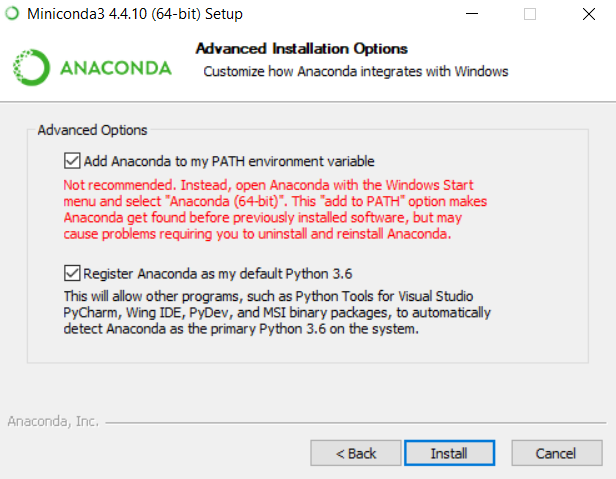 Miniconda3 4.4.10 (64-bit) Setup
ANACONDA
Advanced Installation Options
Customize how Anaconda integrates with Windows
Advanced Options
Add Anaconda to my PATH environment variable
Not recommended. Instead, open Anaconda with the Windows Start
menu and select "Anaconda (64-bit)". This "add to PATH" option makes
Anaconda get found before previously installed software, but may
cause problems requiring you to uninstall and reinstall Anaconda.
Register Anaconda as my default Python 3.6
This will allow other programs, such as Python Tools for Visual Studio
PyCharm, Wing IDE, PyDev, and MSI binary packages, to automatically
detect Anaconda as the primary Python 3.6 on the system.
Anaconda, Inc.
< Back
Install
Cancel